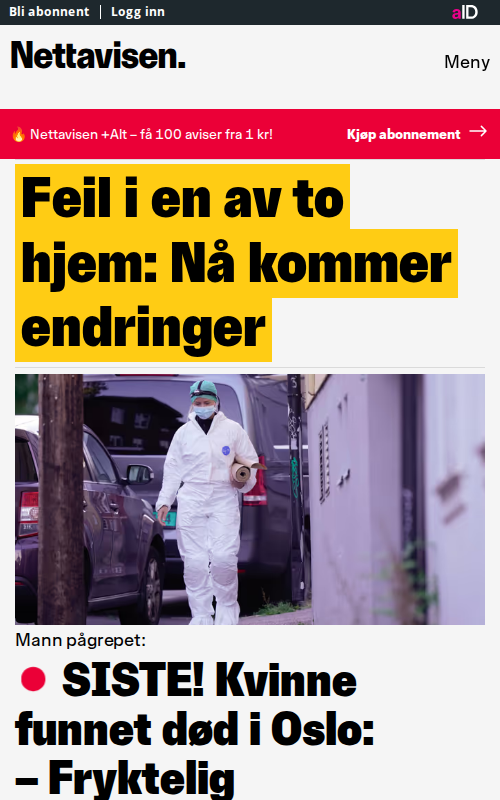 Bli abonnent | Logg inn
aID
Nettavisen.
Meny
🔥 Nettavisen +Alt – få 100 aviser fra 1 kr!
Kjøp abonnement →
Feil i en av to
hjem: Nå kommer
endringer
Mann pågrepet:
SISTE! Kvinne
funnet død i Oslo:
– Fryktelig